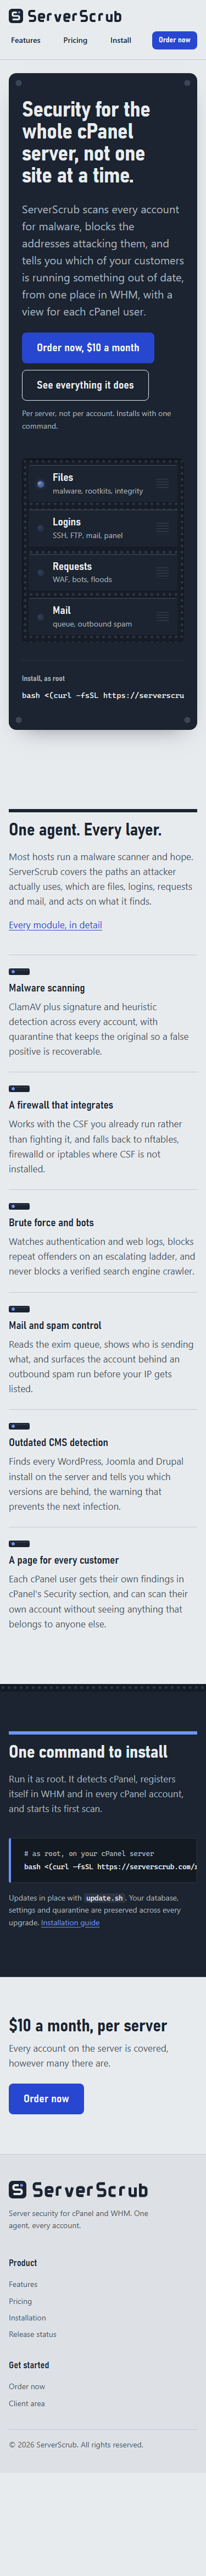 ServerScrub
Features Pricing Install Order now
Security for the
whole cPanel
server, not one
site at a time.
ServerScrub scans every account
for malware, blocks the
addresses attacking them, and
tells you which of your customers
is running something out of date,
from one place in WHM, with a
view for each cPanel user.
Order now, $10 a month
See everything it does
Per server, not per account. Installs with one
command.
Files
malware, rootkits, integrity
Logins
SSH, FTP, mail, panel
Requests
WAF, bots, floods
Mail
queue, outbound spam
Install, as root
bash <(curl -fsSL https://serverscru
One agent. Every layer.
Most hosts run a malware scanner and hope.
ServerScrub covers the paths an attacker
actually uses, which are files, logins, requests
and mail, and acts on what it finds.
Every module, in detail
Malware scanning
ClamAV plus signature and heuristic
detection across every account, with
quarantine that keeps the original so a false
positive is recoverable.
A firewall that integrates
Works with the CSF you already run rather
than fighting it, and falls back to nftables,
firewalld or iptables where CSF is not
installed.
Brute force and bots
Watches authentication and web logs, blocks
repeat offenders on an escalating ladder, and
never blocks a verified search engine crawler.
Mail and spam control
Reads the exim queue, shows who is sending
what, and surfaces the account behind an
outbound spam run before your IP gets
listed.
Outdated CMS detection
Finds every WordPress, Joomla and Drupal
install on the server and tells you which
versions are behind, the warning that
prevents the next infection.
A page for every customer
Each cPanel user gets their own findings in
cPanel's Security section, and can scan their
own account without seeing anything that
belongs to anyone else.
One command to install
Run it as root. It detects cPanel, registers
itself in WHM and in every cPanel account,
and starts its first scan.
# as root, on your cPanel server
bash <(curl -fsSL https://serverscrub.com/
Updates in place with update.sh. Your database,
settings and quarantine are preserved across every
upgrade. Installation guide
$10 a month, per server
Every account on the server is covered,
however many there are.
Order now
ServerScrub
Server security for cPanel and WHM. One
agent, every account.
Product
Features
Pricing
Installation
Release status
Get started
Order now
Client area
© 2026 ServerScrub. All rights reserved.